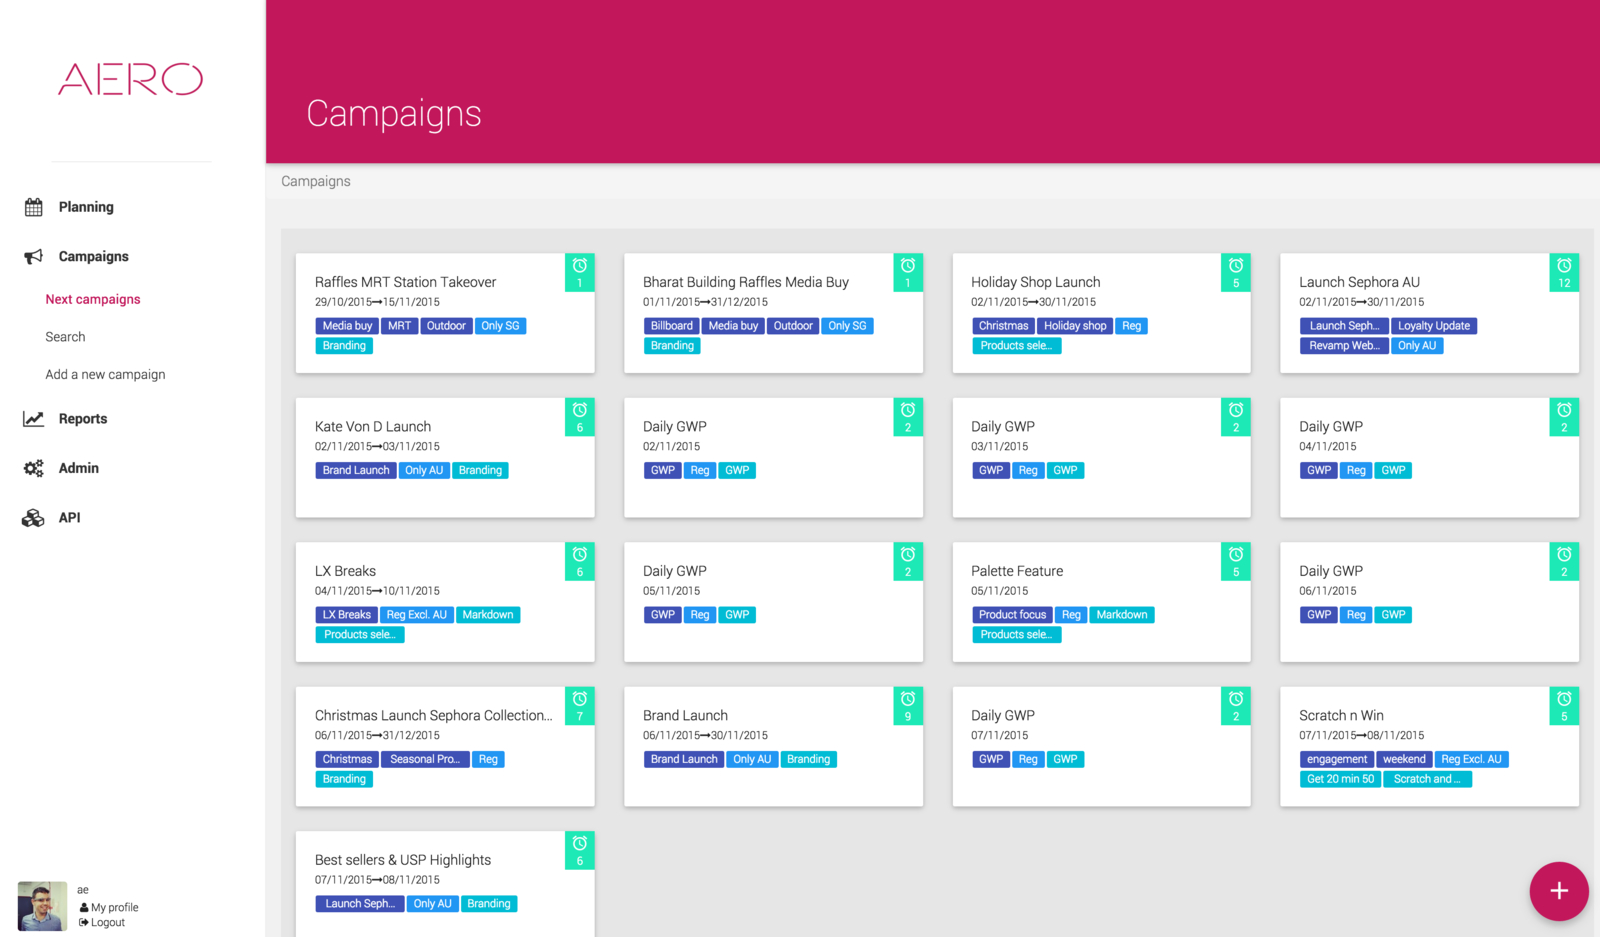 AERO
Campaigns
Planning
Campaigns
Next campaigns
Search
Add a new campaign
Reports
Admin
API
ae
My profile
Logout
Campaigns
Raffles MRT Station Takeover
1
29/10/2015→15/11/2015
Media buy MRT Outdoor Only SG
Branding
Bharat Building Raffles Media Buy
1
01/11/2015→31/12/2015
Billboard Media buy Outdoor Only SG
Branding
Holiday Shop Launch
5
02/11/2015→30/11/2015
Christmas Holiday shop Reg
Products sele...
Launch Sephora AU
12
02/11/2015→30/11/2015
Launch Seph... Loyalty Update
Revamp Web... Only AU
Kate Von D Launch
6
02/11/2015→03/11/2015
Brand Launch Only AU Branding
Daily GWP
2
02/11/2015
GWP Reg GWP
Daily GWP
2
03/11/2015
GWP Reg GWP
Daily GWP
2
04/11/2015
GWP Reg GWP
LX Breaks
6
04/11/2015→10/11/2015
LX Breaks Reg Excl. AU Markdown
Products sele...
Daily GWP
2
05/11/2015
GWP Reg GWP
Palette Feature
5
05/11/2015
Product focus Reg Markdown
Products sele...
Daily GWP
2
06/11/2015
GWP Reg GWP
Christmas Launch Sephora Collection...
7
06/11/2015→31/12/2015
Christmas Seasonal Pro... Reg
Branding
Brand Launch
9
06/11/2015→30/11/2015
Brand Launch Only AU Branding
Daily GWP
2
07/11/2015
GWP Reg GWP
Scratch n Win
5
07/11/2015→08/11/2015
engagement weekend Reg Excl. AU
Get 20 min 50 Scratch and ...
Best sellers & USP Highlights
6
07/11/2015→08/11/2015
Launch Seph... Only AU Branding
+